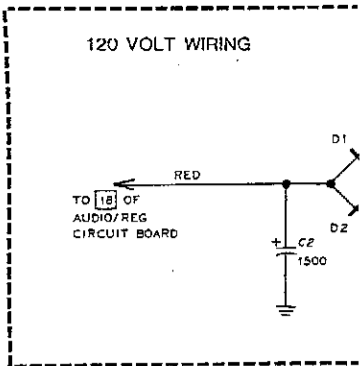 120 VOLT WIRING
D1
RED
TO 18 OF
AUDIO/REG
CIRCUIT BOARD
D2
+ C2
1500